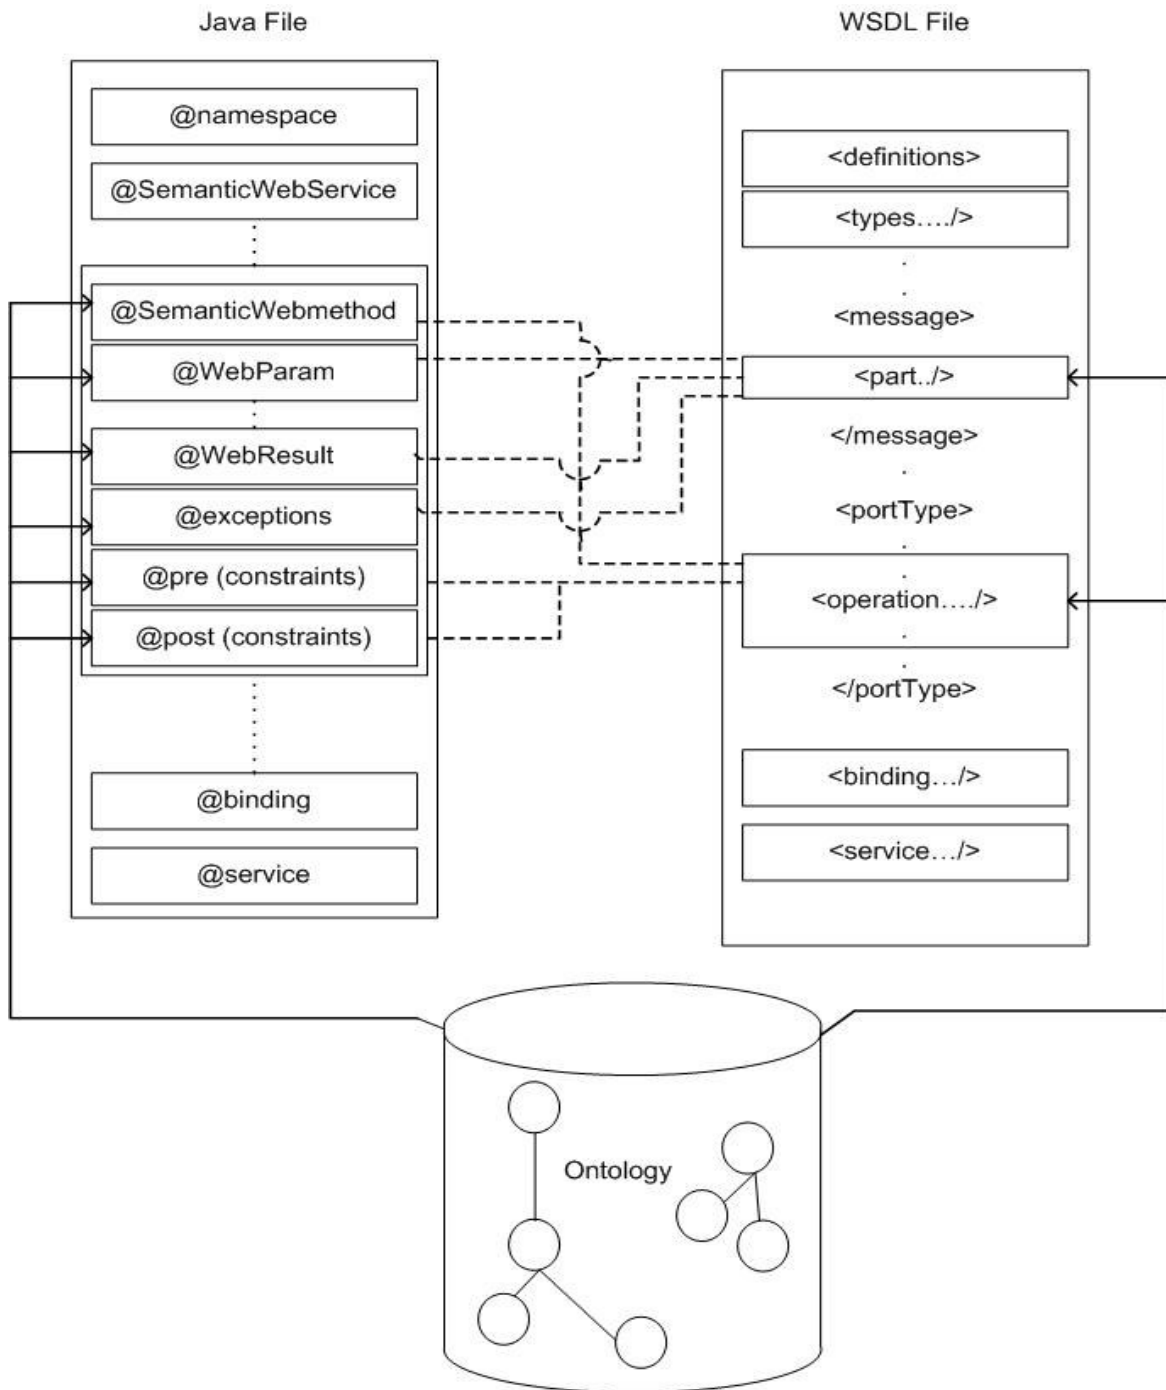 Java File
@namespace
@SemanticWebService
@SemanticWebmethod
@WebParam
@WebResult
@exceptions
@pre (constraints)
@post (constraints)
@binding
@service
WSDL File
<definitions>
<types…./>
<message>
<part../>
</message>
<portType>
<operation…./>
</portType>
<binding…/>
<service…/>
Ontology